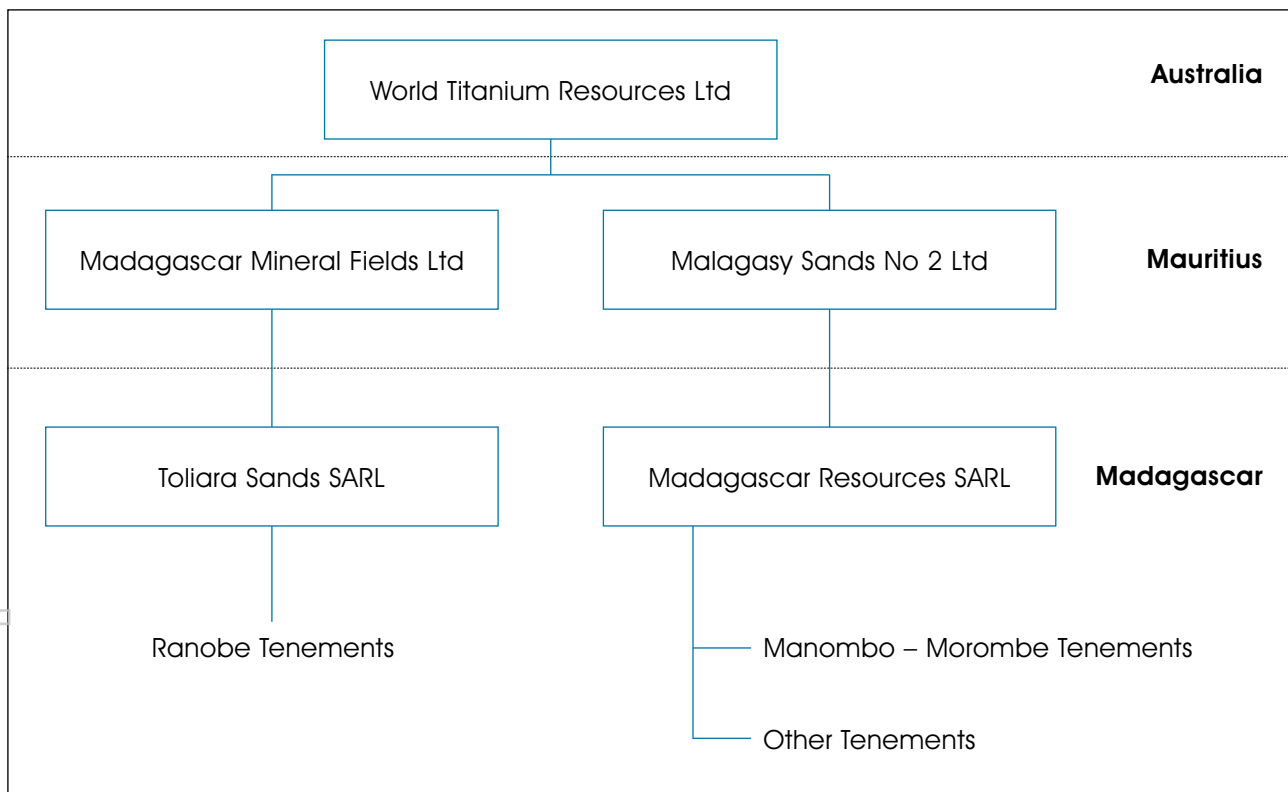 World Titanium Resources Ltd
Australia
Madagascar Mineral Fields Ltd
Malagasy Sands No 2 Ltd
Mauritius
Toliara Sands SARL
Madagascar Resources SARL
Madagascar
Ranobe Tenements
Manombo – Morombe Tenements
Other Tenements